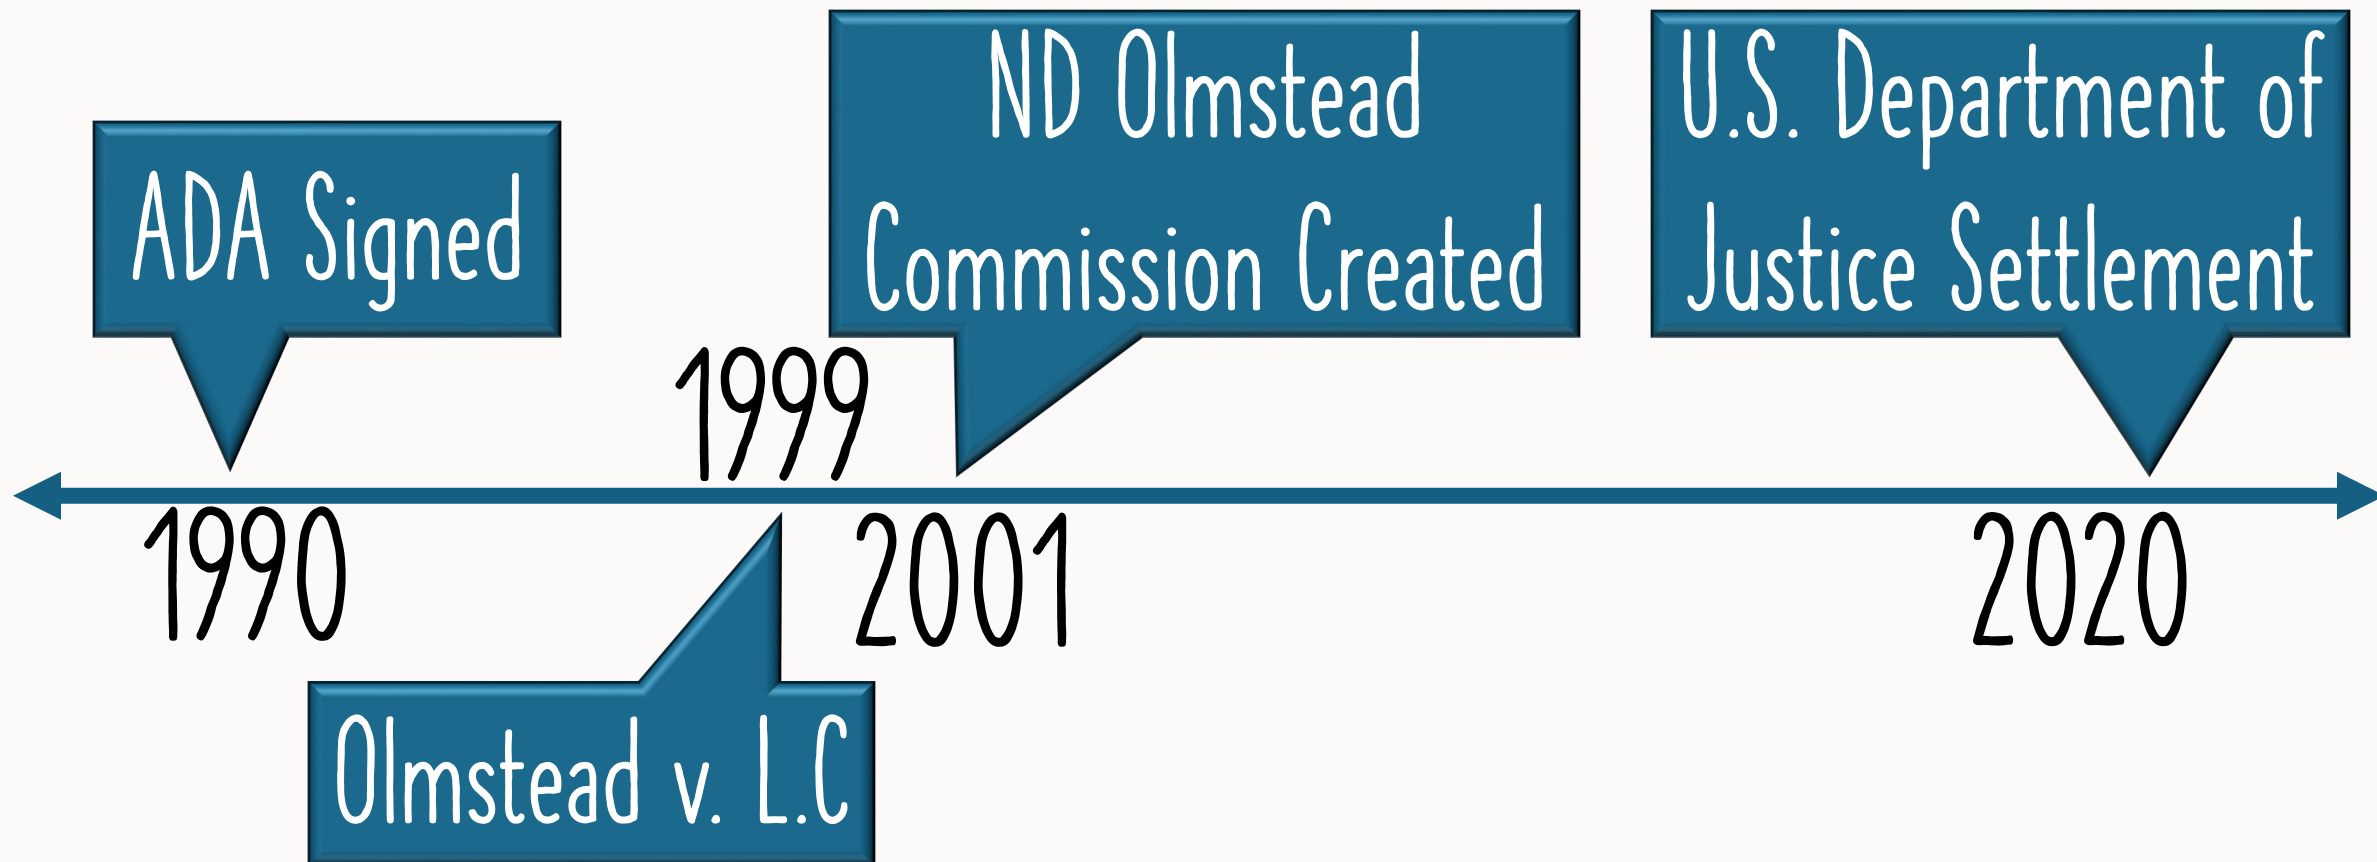 ADA Signed
1990
1999
Olmstead v. L.C
ND Olmstead
Commission Created
2001
U.S. Department of
Justice Settlement
2020